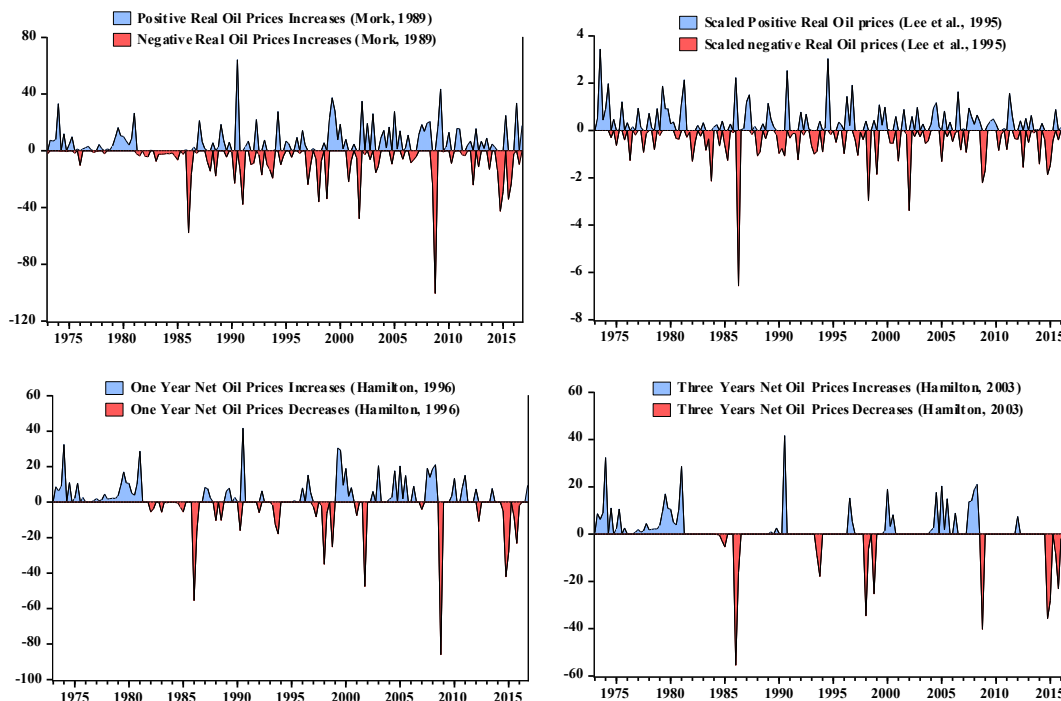 Positive Real Oil Prices Increases (Mork, 1989)
Negative Real Oil Prices Increases (Mork, 1989)
80
40
0
-40
-80
-120
1975 1980 1985 1990 1995 2000 2005 2010 2015
Scaled Positive Real Oil prices (Lee et al., 1995)
Scaled negative Real Oil prices (Lee et al., 1995)
4
2
0
-2
-4
-6
-8
1975 1980 1985 1990 1995 2000 2005 2010 2015
One Year Net Oil Prices Increases (Hamilton, 1996)
One Year Net Oil Prices Decreases (Hamilton, 1996)
60
40
20
0
-20
-40
-60
-80
-100
1975 1980 1985 1990 1995 2000 2005 2010 2015
Three Years Net Oil Prices Increases (Hamilton, 2003)
Three Years Net Oil Prices Decreases (Hamilton, 2003)
60
40
20
0
-20
-40
-60
1975 1980 1985 1990 1995 2000 2005 2010 2015